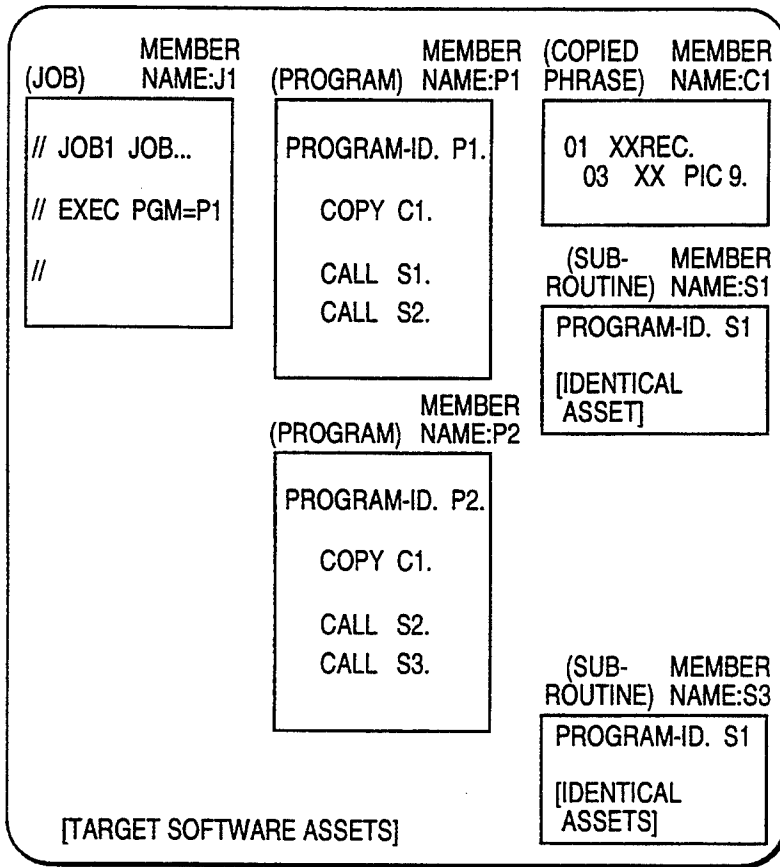 (JOB) MEMBER NAME:J1
// JOB1 JOB...
// EXEC PGM=P1
//
(PROGRAM) MEMBER NAME:P1
PROGRAM-ID. P1.
COPY C1.
CALL S1.
CALL S2.
(COPIED PHRASE) MEMBER NAME:C1
01 XXREC.
03 XX PIC 9.
(SUB-ROUTINE) MEMBER NAME:S1
PROGRAM-ID. S1
[IDENTICAL
ASSET]
(PROGRAM) MEMBER NAME:P2
PROGRAM-ID. P2.
COPY C1.
CALL S2.
CALL S3.
(SUB-ROUTINE) MEMBER NAME:S3
PROGRAM-ID. S1
[IDENTICAL
ASSETS]
[TARGET SOFTWARE ASSETS]